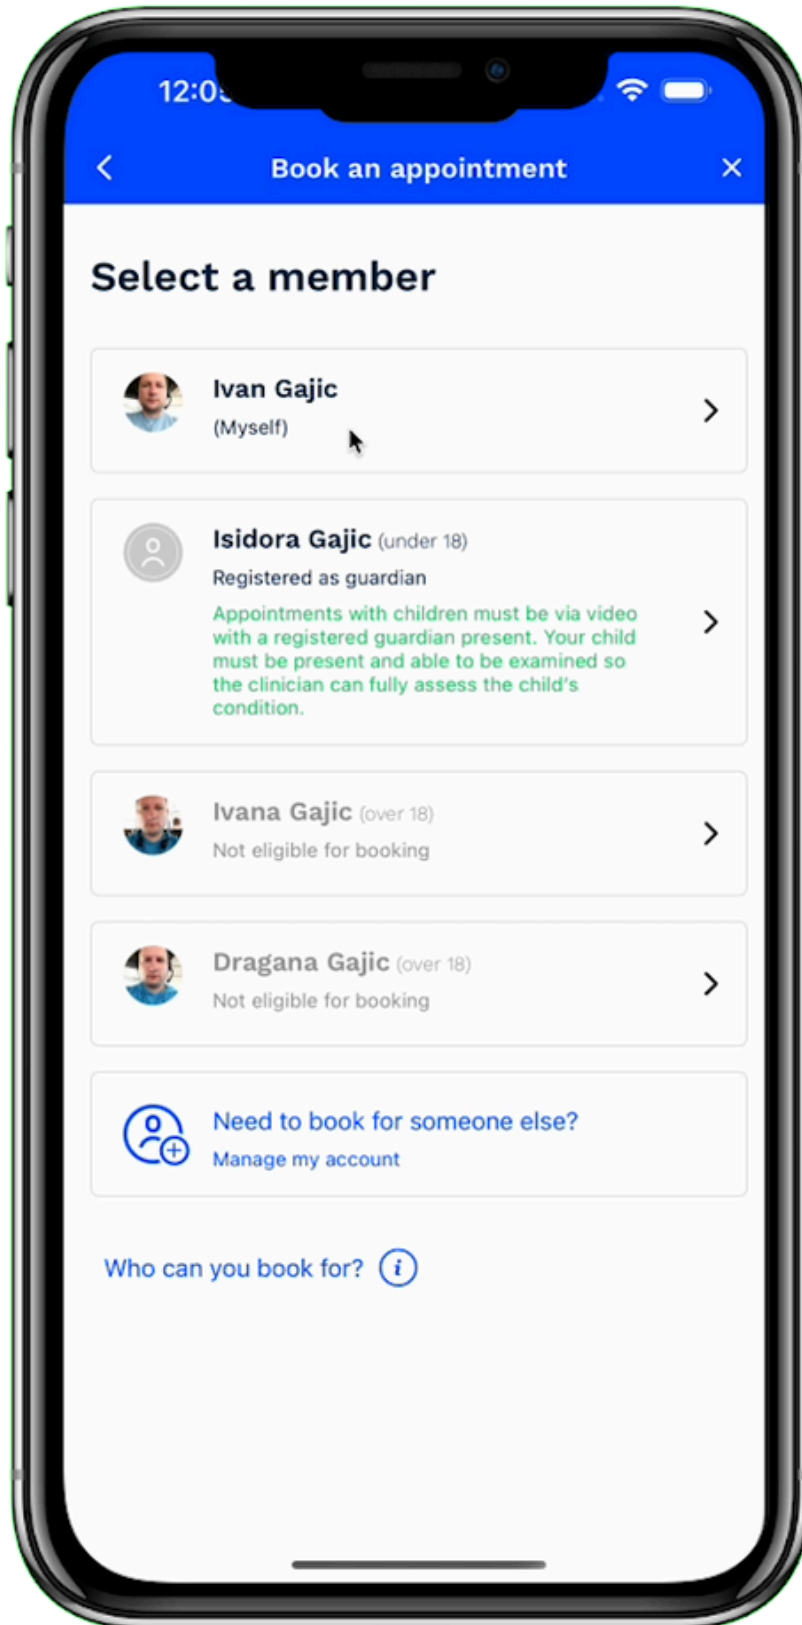 Book an appointment
Select a member
Ivan Gajic
(Myself)
Isidora Gajic (under 18)
Registered as guardian
Appointments with children must be via video
with a registered guardian present. Your child
must be present and able to be examined so
the clinician can fully assess the child's
condition.
Ivana Gajic (over 18)
Not eligible for booking
Dragana Gajic (over 18)
Not eligible for booking
Need to book for someone else?
Manage my account
Who can you book for? i